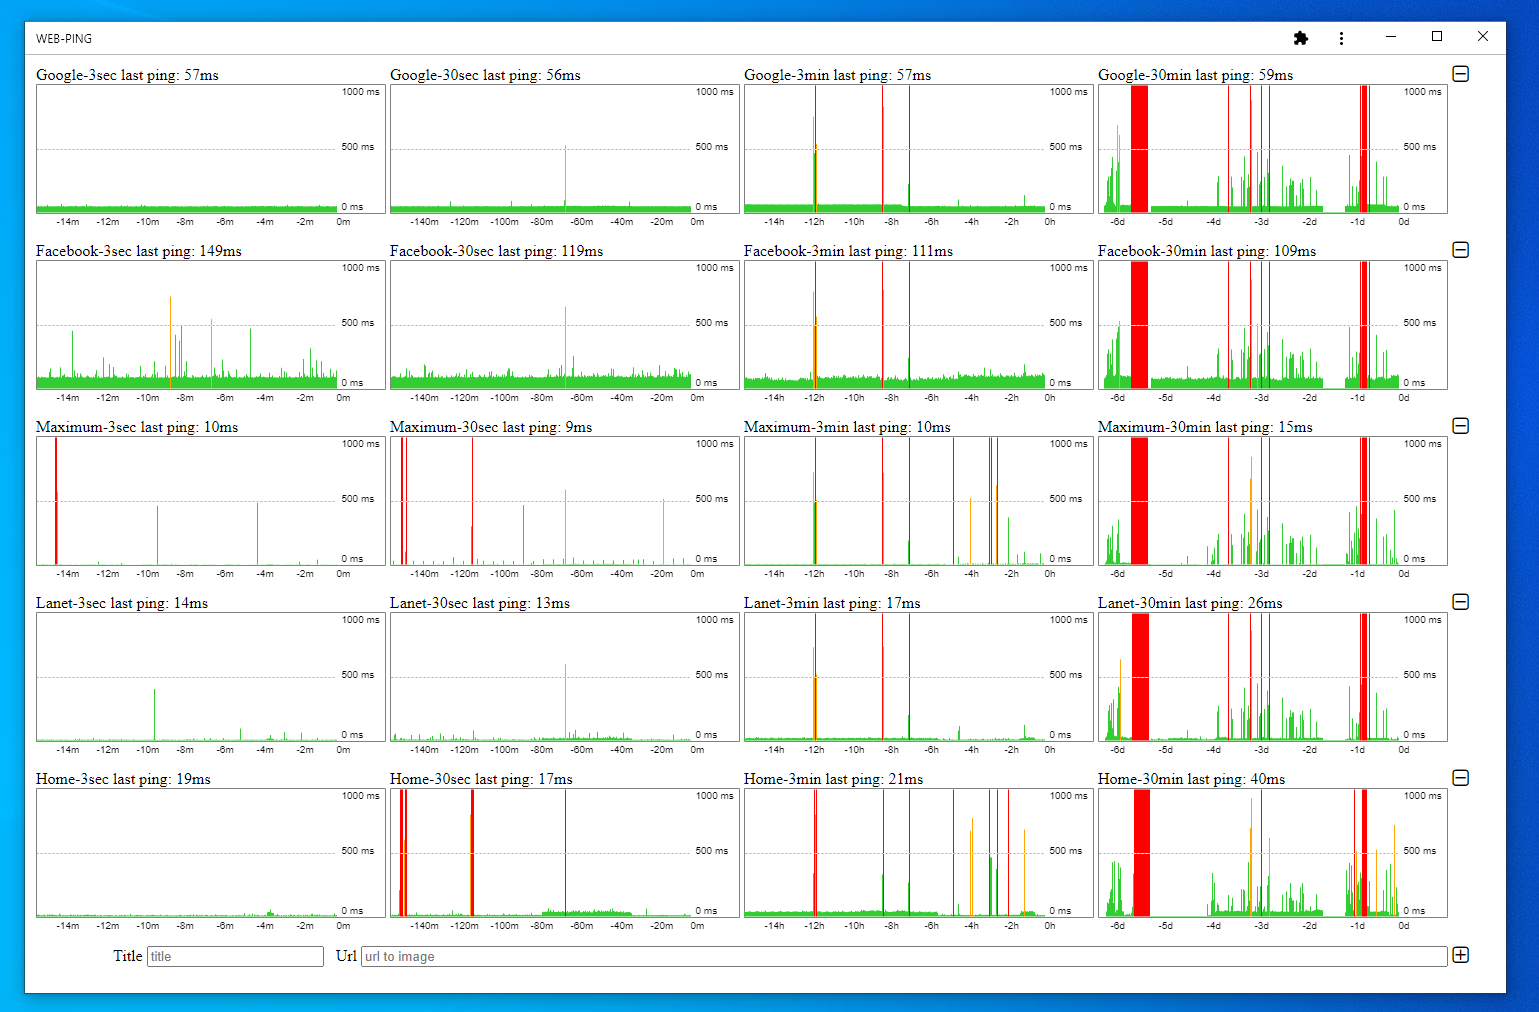 WEB-PING
Google-3sec last ping: 57ms Google-30sec last ping: 56ms Google-3min last ping: 57ms Google-30min last ping: 59ms
1000 ms 1000 ms 1000 ms 1000 ms
500 ms 500 ms 500 ms 500 ms
0 ms 0 ms 0 ms 0 ms
-14m -12m -10m -8m -6m -4m -2m 0m -140m -120m -100m -80m -60m -40m -20m 0m -14h -12h -10h -8h -6h -4h -2h 0h -6d -5d -4d -3d -2d -1d 0d
Facebook-3sec last ping: 149ms Facebook-30sec last ping: 119ms Facebook-3min last ping: 111ms Facebook-30min last ping: 109ms
1000 ms 1000 ms 1000 ms 1000 ms
500 ms 500 ms 500 ms 500 ms
0 ms 0 ms 0 ms 0 ms
-14m -12m -10m -8m -6m -4m -2m 0m -140m -120m -100m -80m -60m -40m -20m 0m -14h -12h -10h -8h -6h -4h -2h 0h -6d -5d -4d -3d -2d -1d 0d
Maximum-3sec last ping: 10ms Maximum-30sec last ping: 9ms Maximum-3min last ping: 10ms Maximum-30min last ping: 15ms
1000 ms 1000 ms 1000 ms 1000 ms
500 ms 500 ms 500 ms 500 ms
0 ms 0 ms 0 ms 0 ms
-14m -12m -10m -8m -6m -4m -2m 0m -140m -120m -100m -80m -60m -40m -20m 0m -14h -12h -10h -8h -6h -4h -2h 0h -6d -5d -4d -3d -2d -1d 0d
Lanet-3sec last ping: 14ms Lanet-30sec last ping: 13ms Lanet-3min last ping: 17ms Lanet-30min last ping: 26ms
1000 ms 1000 ms 1000 ms 1000 ms
500 ms 500 ms 500 ms 500 ms
0 ms 0 ms 0 ms 0 ms
-14m -12m -10m -8m -6m -4m -2m 0m -140m -120m -100m -80m -60m -40m -20m 0m -14h -12h -10h -8h -6h -4h -2h 0h -6d -5d -4d -3d -2d -1d 0d
Home-3sec last ping: 19ms Home-30sec last ping: 17ms Home-3min last ping: 21ms Home-30min last ping: 40ms
1000 ms 1000 ms 1000 ms 1000 ms
500 ms 500 ms 500 ms 500 ms
0 ms 0 ms 0 ms 0 ms
-14m -12m -10m -8m -6m -4m -2m 0m -140m -120m -100m -80m -60m -40m -20m 0m -14h -12h -10h -8h -6h -4h -2h 0h -6d -5d -4d -3d -2d -1d 0d
Title title Url url to image